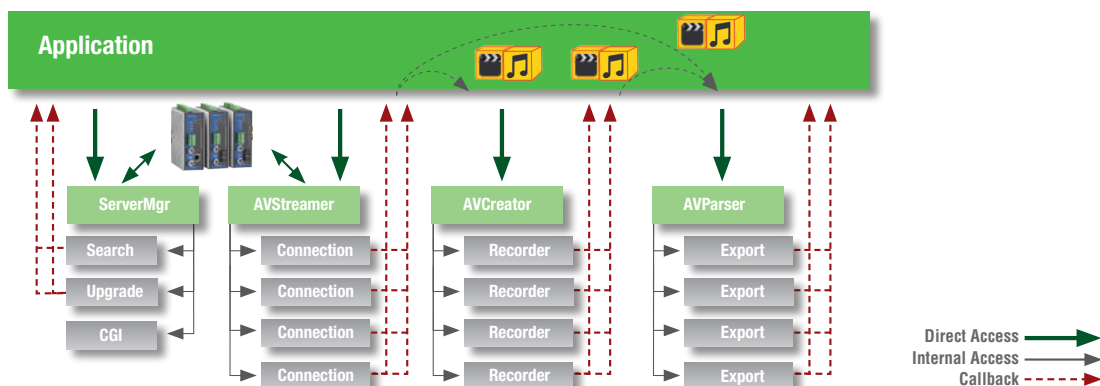 Application
ServerMgr
AVStreamer
AVCreator
AVParser
Search
Connection
Recorder
Export
Upgrade
Connection
Recorder
Export
CGI
Connection
Recorder
Export
Connection
Recorder
Export
Direct Access
Internal Access
Callback